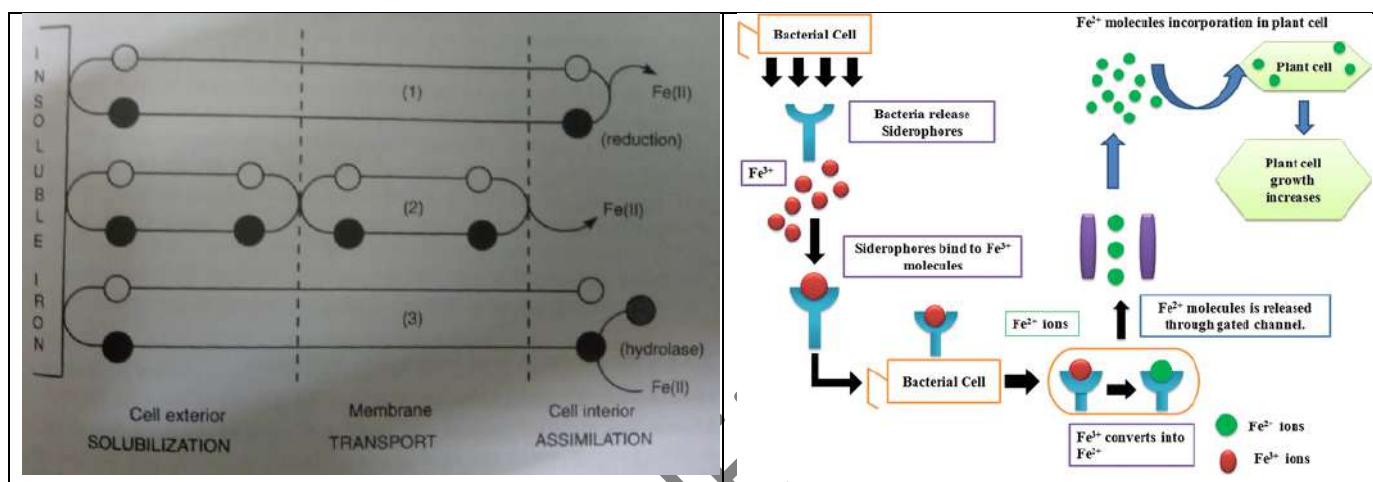 INSOLUBLE IRON
(1)
Fe(II)
(reduction)
(2)
Fe(II)
(3)
(hydrolase)
Fe(II)
Cell exterior
SOLUBILIZATION
Membrane
TRANSPORT
Cell interior
ASSIMILATION
Bacterial Cell
Bacteria release
Siderophores
Fe³⁺
Siderophores bind to Fe³⁺
molecules
Bacterial Cell
Fe²⁺ ions
Fe³⁺ converts into
Fe²⁺
Fe²⁺ molecules is released
through gated channel.
Fe²⁺ molecules incorporation in plant cell
Plant cell
Plant cell
growth
increases
Fe²⁺ ions
Fe³⁺ ions